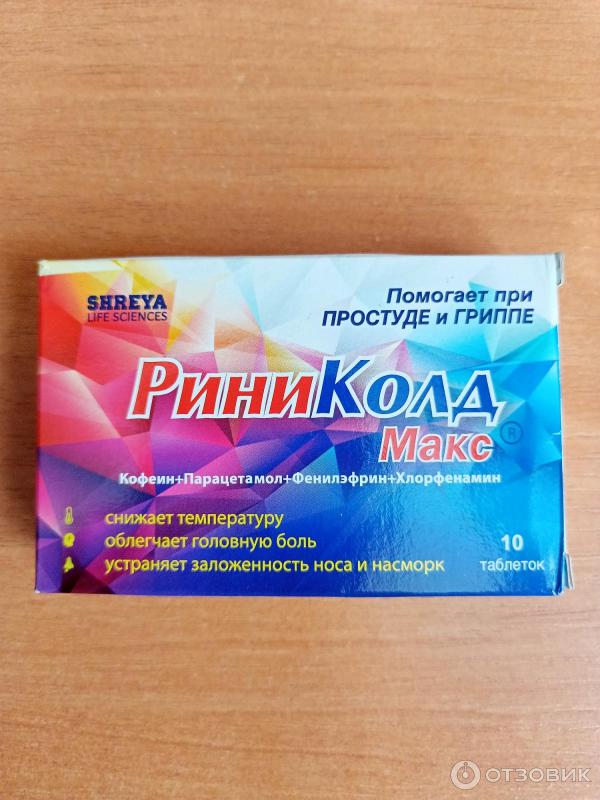 SHREYA
LIFE SCIENCES
Помогает при
ПРОСТУДЕ и ГРИППЕ
РиниКолд
Макс ®
Кофеин+Парацетамол+Фенилэфрин+Хлорфенамин
снижает температуру
облегчает головную боль
устраняет заложенность носа и насморк
10
таблеток
ОТЗОВИК